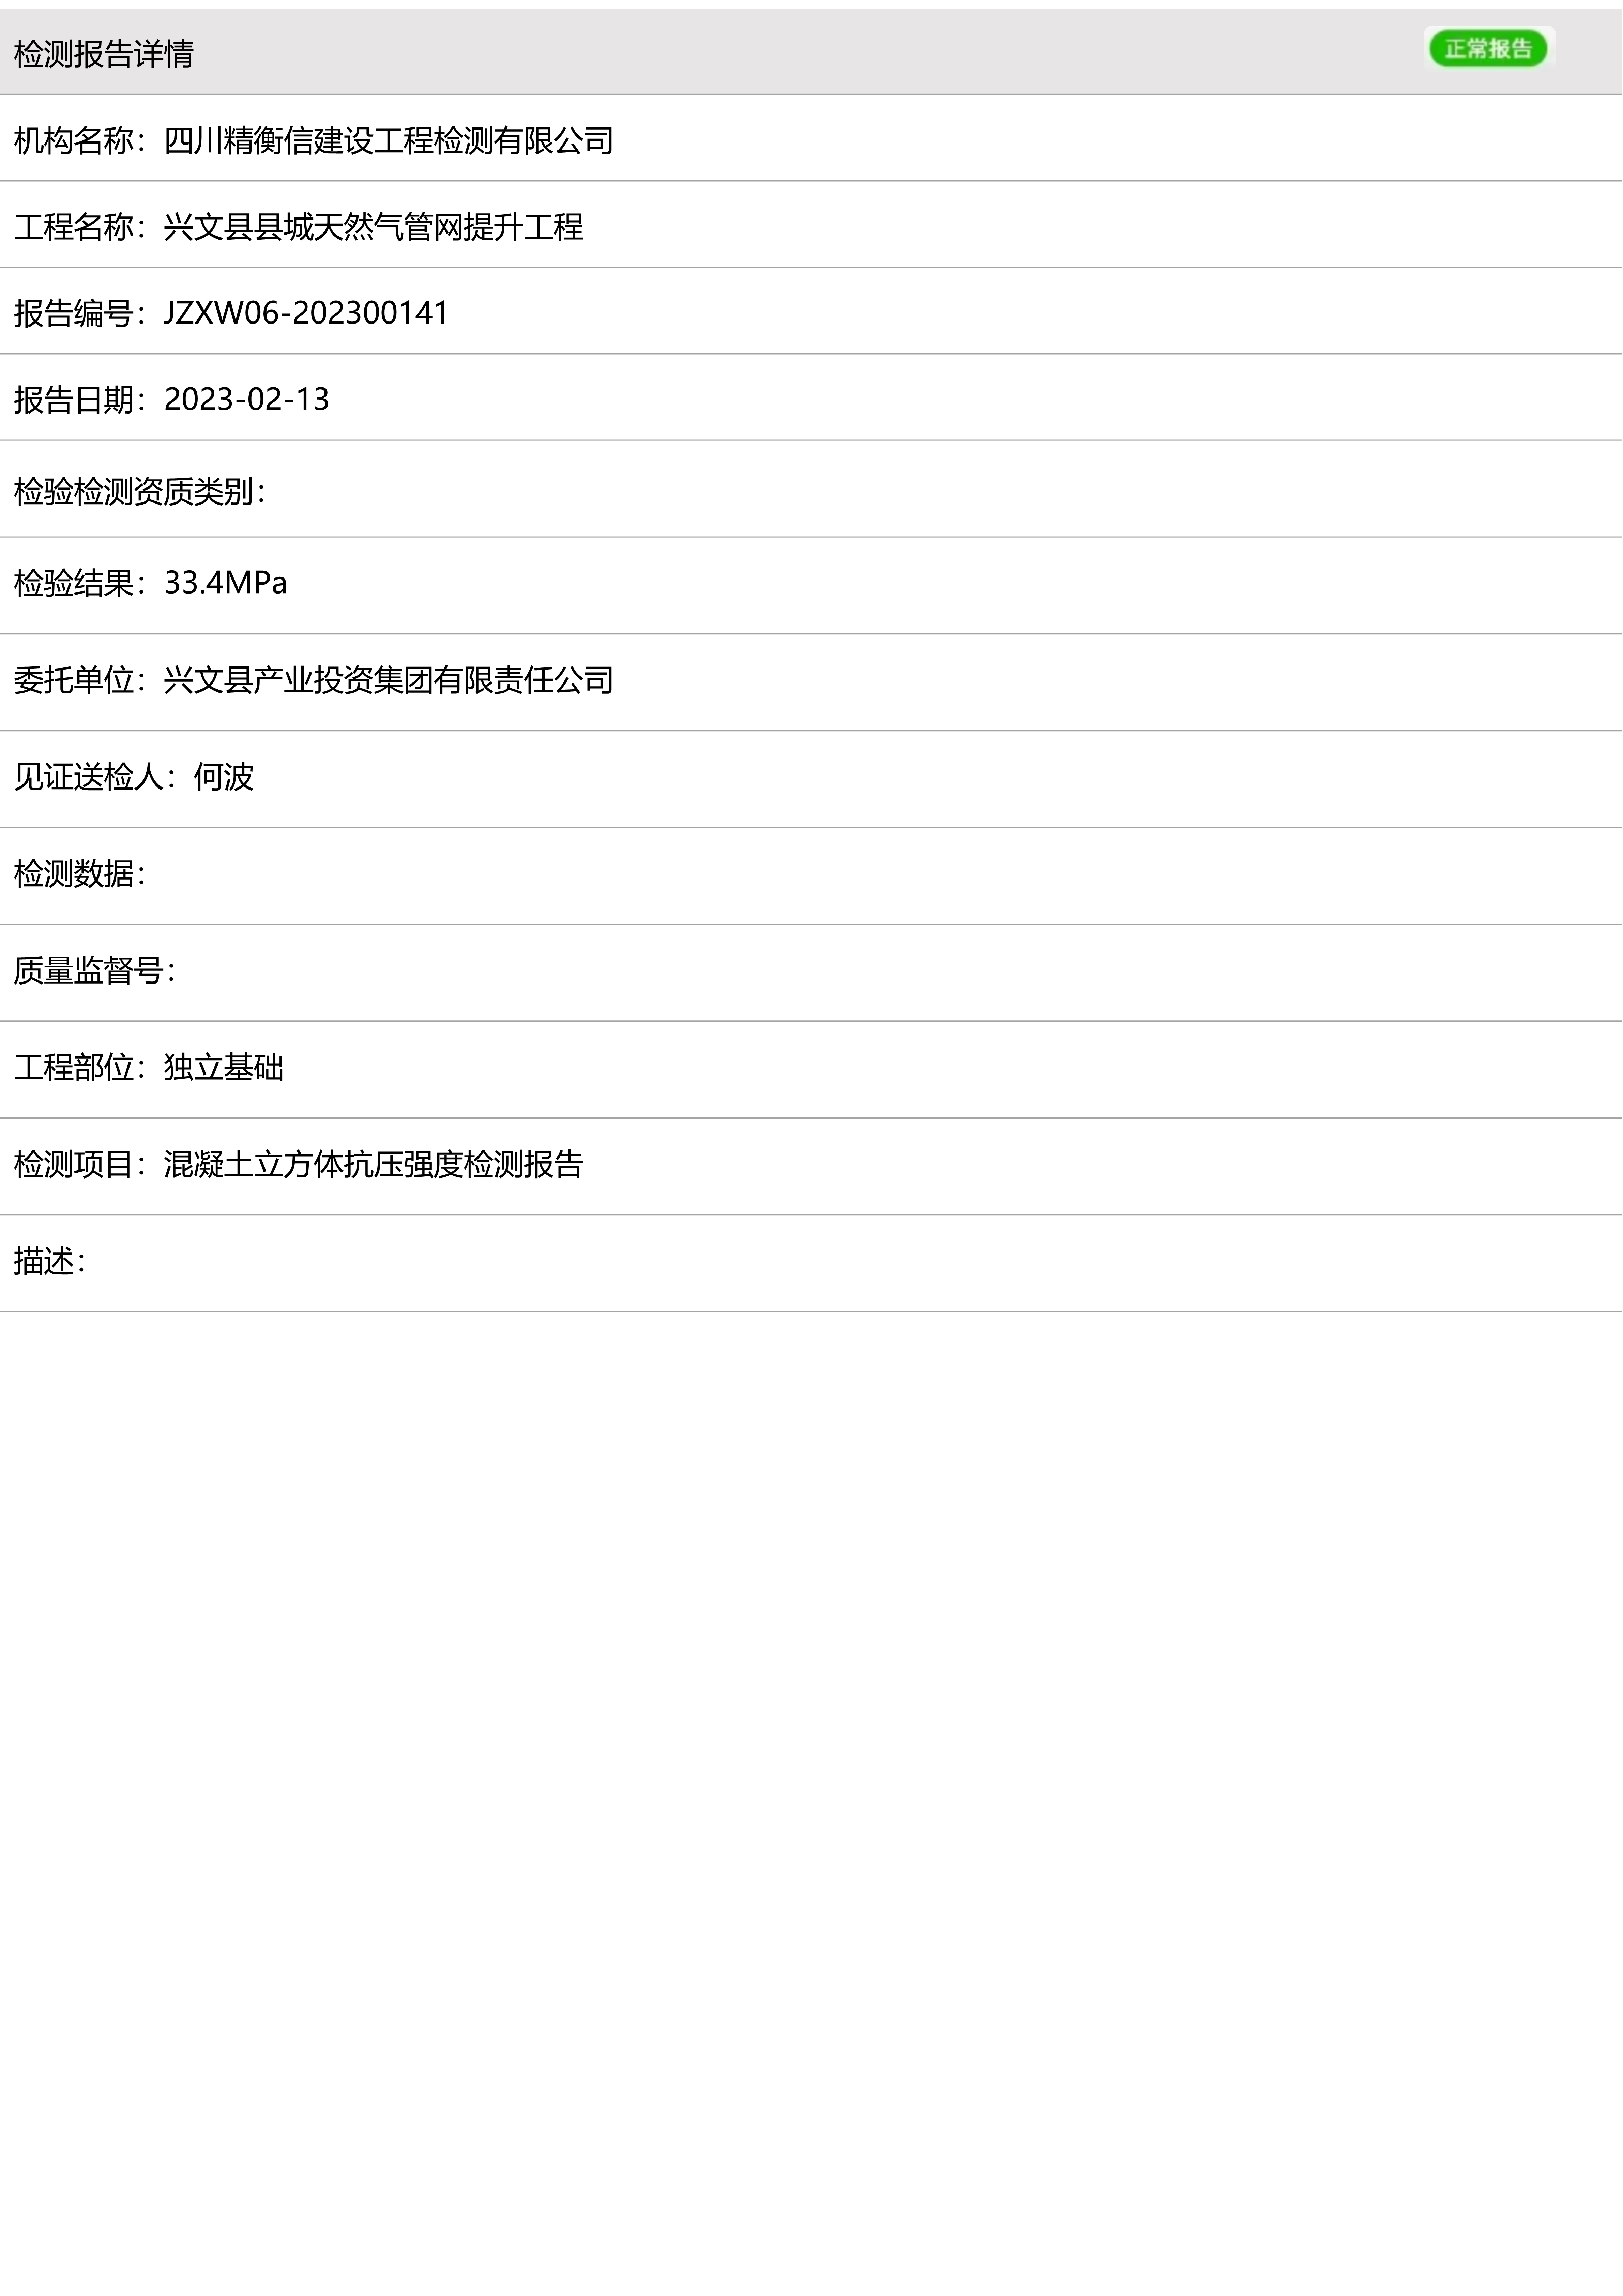 检测报告详情
正常报告
机构名称：四川精衡信建设工程检测有限公司
工程名称：兴文县县城天然气管网提升工程
报告编号：JZXW06-202300141
报告日期：2023-02-13
检验检测资质类别：
检验结果：33.4MPa
委托单位：兴文县产业投资集团有限责任公司
见证送检人：何波
检测数据：
质量监督号：
工程部位：独立基础
检测项目：混凝土立方体抗压强度检测报告
描述：